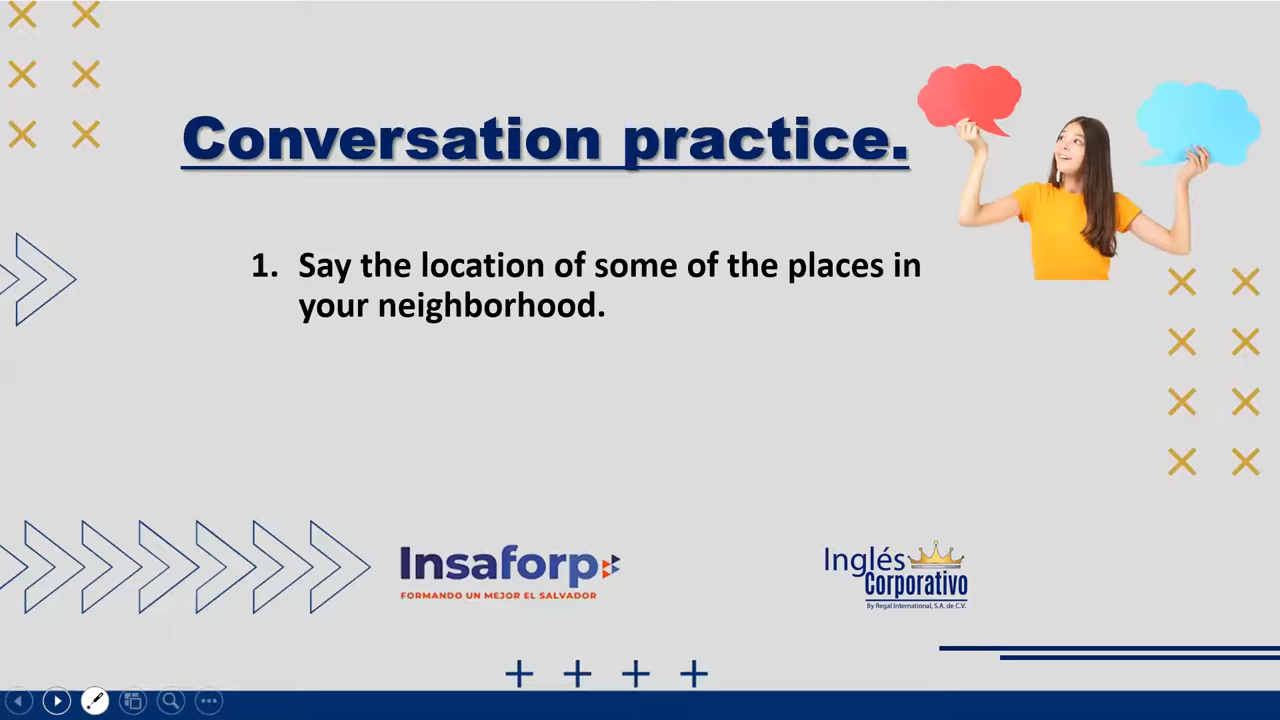 Conversation practice.
1. Say the location of some of the places in
your neighborhood.
Insaforp
FORMANDO UN MEJOR EL SALVADOR
Inglés
Corporativo
By Regal International, S.A. de C.V.